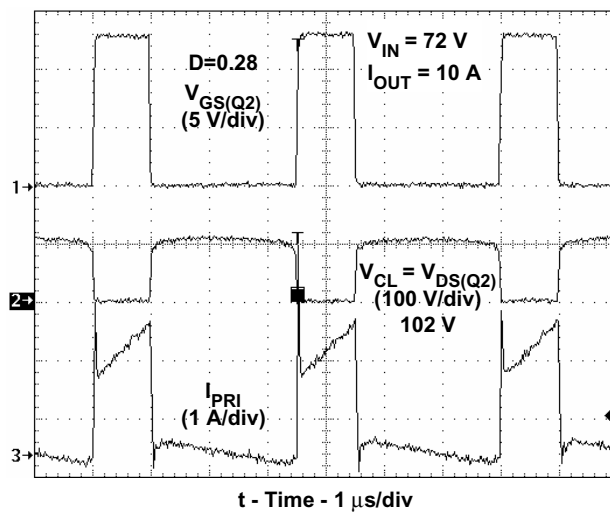 D=0.28
V_GS(Q2)
(5 V/div)
V_IN = 72 V
I_OUT = 10 A
1
2
V_CL = V_DS(Q2)
(100 V/div)
102 V
I_PRI
(1 A/div)
3
t - Time - 1 μs/div